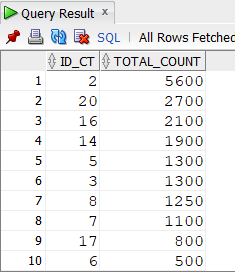 Query Result x
SQL | All Rows Fetched
ID_CT TOTAL_COUNT
1 2 5600
2 20 2700
3 16 2100
4 14 1900
5 5 1300
6 3 1300
7 8 1250
8 7 1100
9 17 800
10 6 500